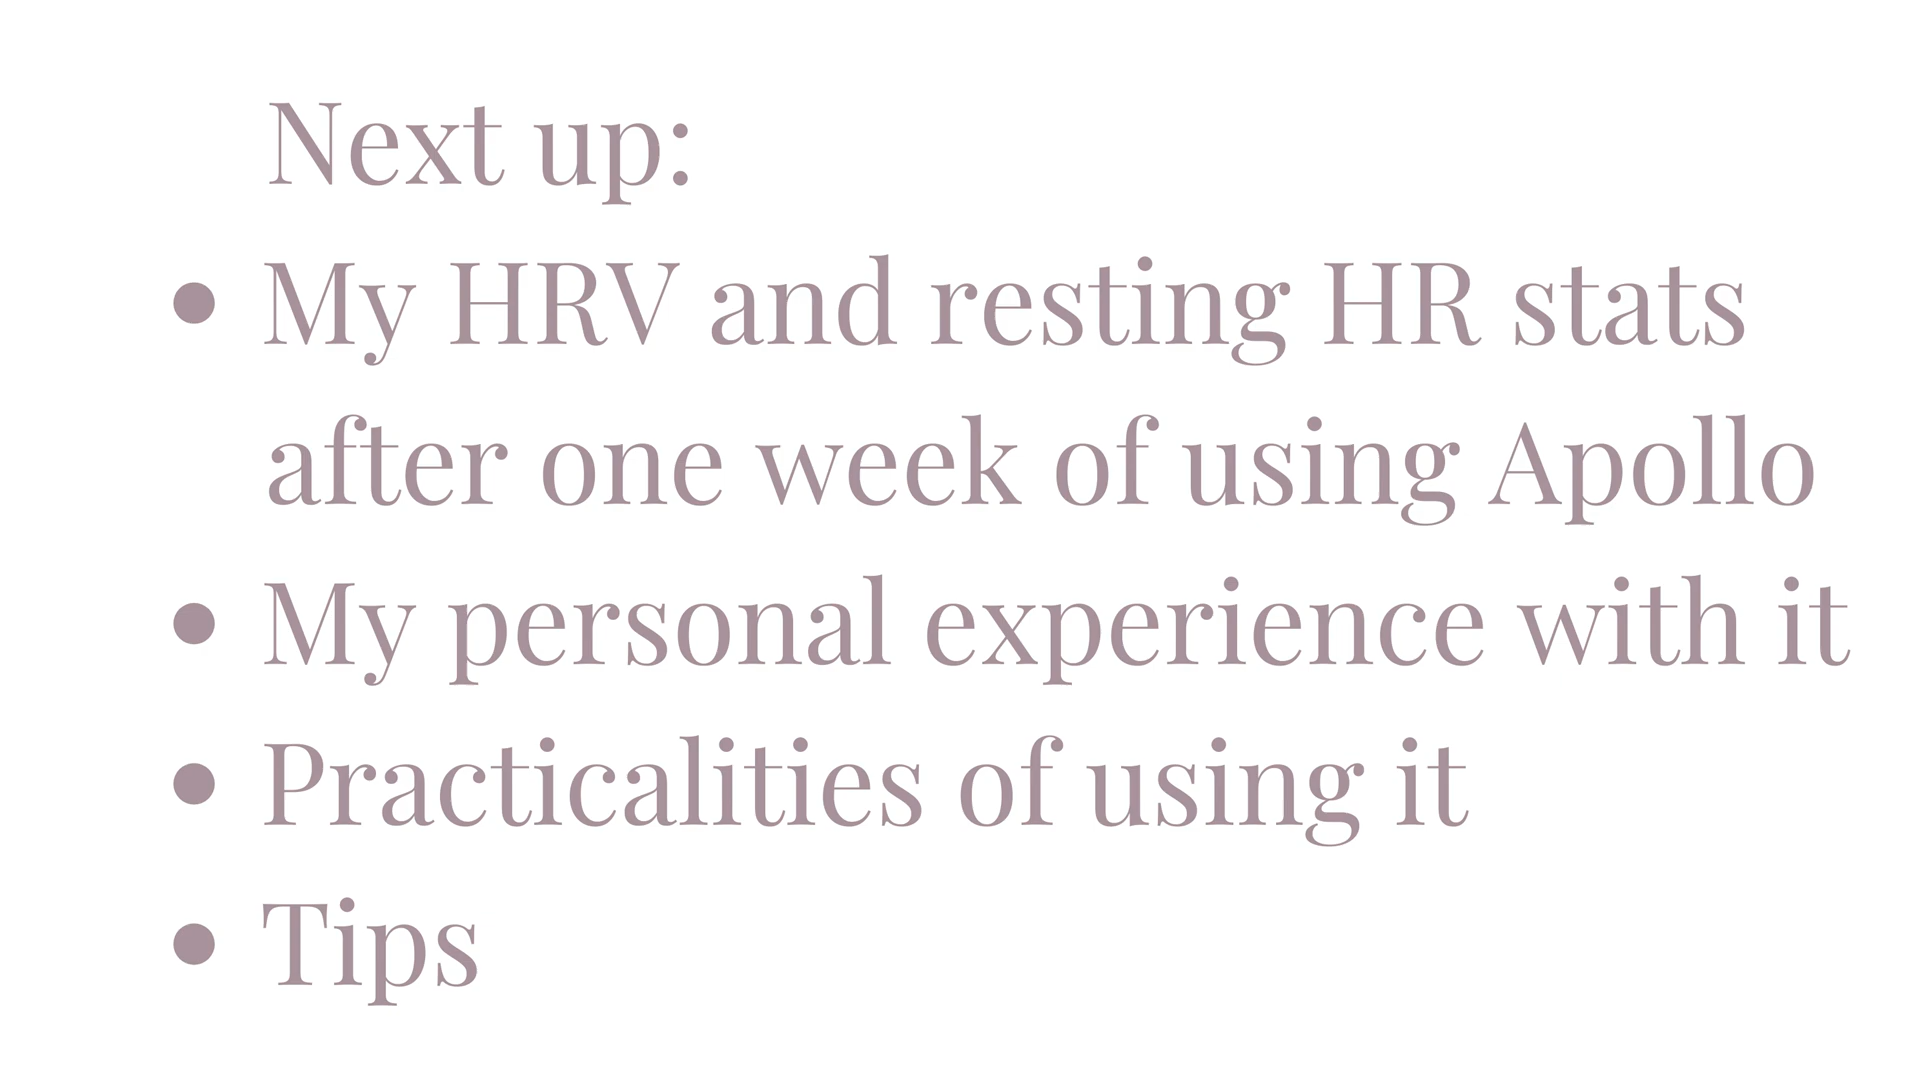 Next up:
• My HRV and resting HR stats
after one week of using Apollo
• My personal experience with it
• Practicalities of using it
• Tips